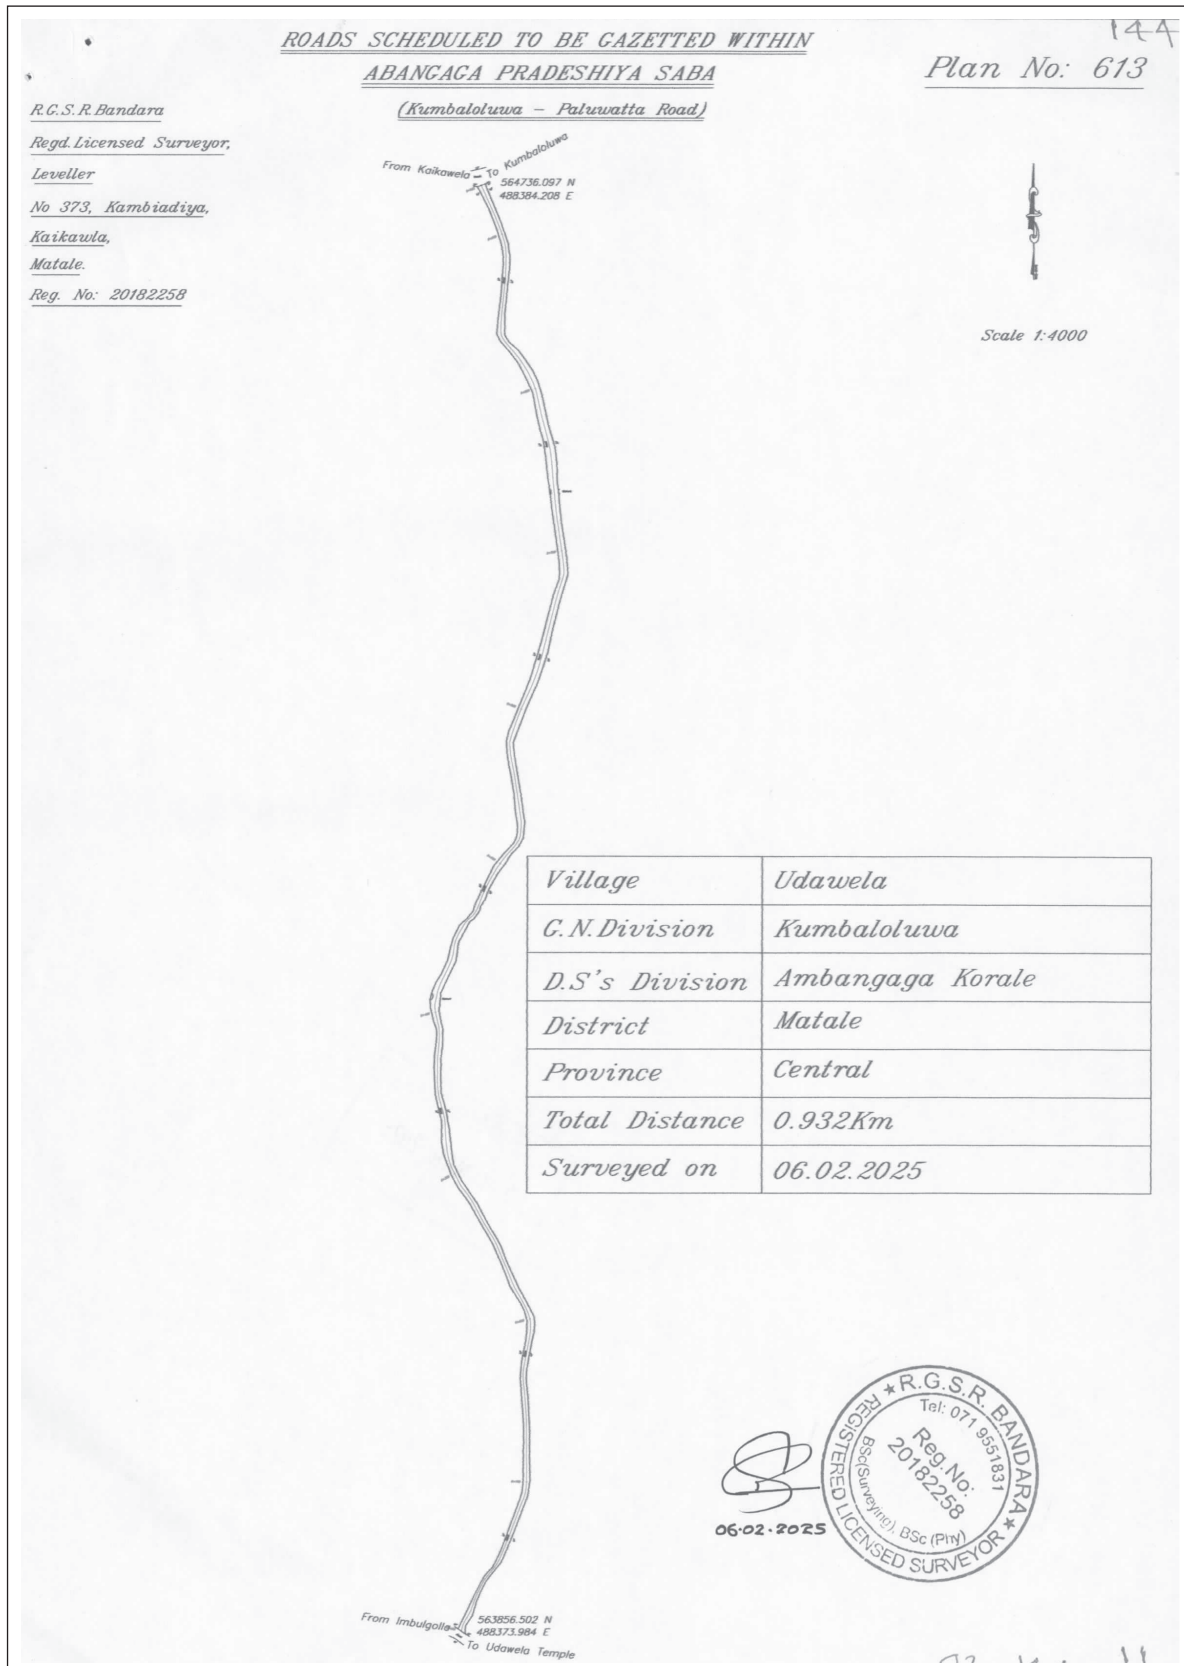 144
ROADS SCHEDULED TO BE GAZETTED WITHIN
ABANGAGA PRADESHIYA SABA
(Kumbaloluwa - Paluwatta Road)
Plan No: 613
R.G.S.R.Bandara
Regd.Licensed Surveyor,
Leveller
No 373, Kambiadiya,
Kaikawla,
Matale.
Reg. No: 20182258
From Kaikawela
To Kumbaloluwa
564736.097 N
488384.208 E
Scale 1:4000
Village Udawela
G.N.Division Kumbaloluwa
D.S's Division Ambangaga Korale
District Matale
Province Central
Total Distance 0.932Km
Surveyed on 06.02.2025
06.02.2025
★ R.G.S.R. BANDARA ★
REGISTERED LICENSED SURVEYOR
Tel: 071 9551831
Reg.No:
20182258
BSc(Surveying), BSc (Phy)
From Imbulgolla
563856.502 N
488373.984 E
To Udawela Temple